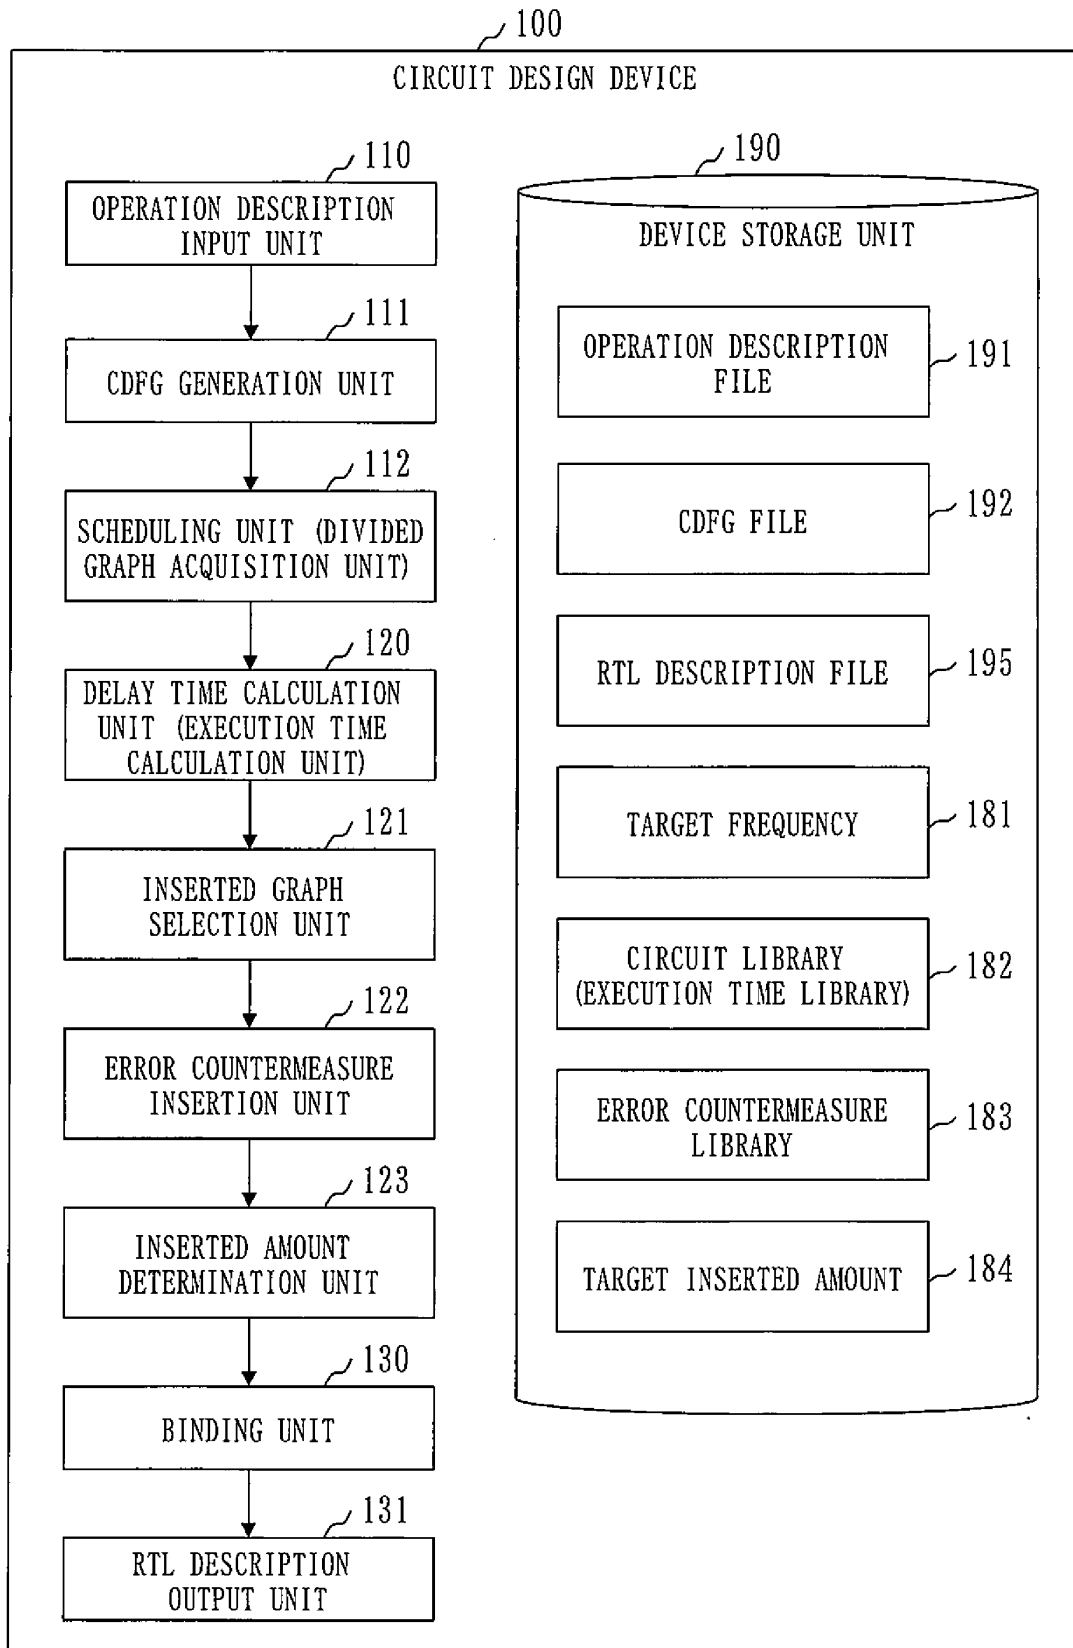 100
CIRCUIT DESIGN DEVICE
110
OPERATION DESCRIPTION
INPUT UNIT
111
CDFG GENERATION UNIT
112
SCHEDULING UNIT (DIVIDED
GRAPH ACQUISITION UNIT)
120
DELAY TIME CALCULATION
UNIT (EXECUTION TIME
CALCULATION UNIT)
121
INSERTED GRAPH
SELECTION UNIT
122
ERROR COUNTERMEASURE
INSERTION UNIT
123
INSERTED AMOUNT
DETERMINATION UNIT
130
BINDING UNIT
131
RTL DESCRIPTION
OUTPUT UNIT
190
DEVICE STORAGE UNIT
OPERATION DESCRIPTION
FILE
191
CDFG FILE
192
RTL DESCRIPTION FILE
195
TARGET FREQUENCY
181
CIRCUIT LIBRARY
(EXECUTION TIME LIBRARY)
182
ERROR COUNTERMEASURE
LIBRARY
183
TARGET INSERTED AMOUNT
184